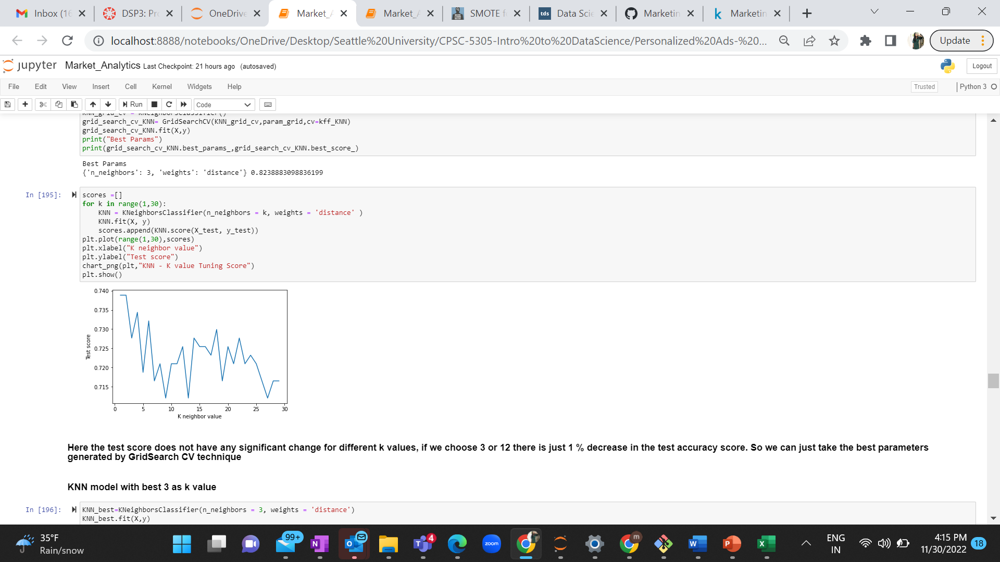 Inbox (16
DSP3: Pr
OneDrive
Market_A
Market_A
SMOTE f
tds
Data Scie
Marketin
k
Marketin
localhost:8888/notebooks/OneDrive/Desktop/Seattle%20University/CPSC-5305-Intro%20to%20DataScience/Personalized%20Ads-%20...
Update
jupyter Market_Analytics Last Checkpoint: 21 hours ago (autosaved)
Logout
File Edit View Insert Cell Kernel Widgets Help
Trusted
Python 3
Run
Code
KNN_grid_cv = KNeighborsClassifier()
grid_search_cv_KNN= GridSearchCV(KNN_grid_cv,param_grid,cv=kff_KNN)
grid_search_cv_KNN.fit(X,y)
print("Best Params")
print(grid_search_cv_KNN.best_params_,grid_search_cv_KNN.best_score_)
Best Params
{'n_neighbors': 3, 'weights': 'distance'} 0.8238883098836199
In [195]:
scores =[]
for k in range(1,30):
    KNN = KNeighborsClassifier(n_neighbors = k, weights = 'distance' )
    KNN.fit(X, y)
    scores.append(KNN.score(X_test, y_test))
plt.plot(range(1,30),scores)
plt.xlabel("K neighbor value")
plt.ylabel("Test score")
chart_png(plt,"KNN - K value Tuning Score")
plt.show()
0.740
0.735
0.730
0.725
0.720
0.715
Test score
0 5 10 15 20 25 30
K neighbor value
Here the test score does not have any significant change for different k values, if we choose 3 or 12 there is just 1 % decrease in the test accuracy score. So we can just take the best parameters
generated by GridSearch CV technique
KNN model with best 3 as k value
In [196]:
KNN_best=KNeighborsClassifier(n_neighbors = 3, weights = 'distance')
KNN_best.fit(X,y)
35°F
Rain/snow
99+
N
O
T
4
zoom
m
W
P
X
ENG
IN
4:15 PM
11/30/2022
18